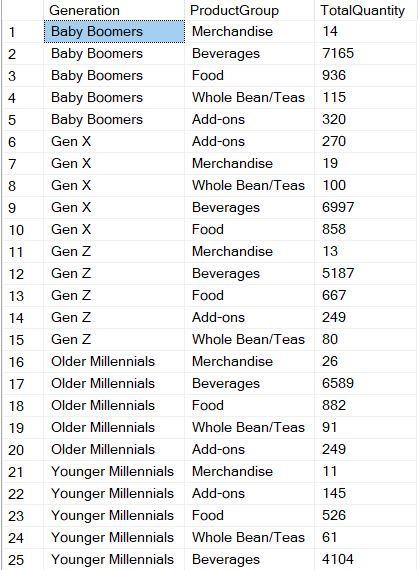 Generation ProductGroup TotalQuantity
1 Baby Boomers Merchandise 14
2 Baby Boomers Beverages 7165
3 Baby Boomers Food 936
4 Baby Boomers Whole Bean/Teas 115
5 Baby Boomers Add-ons 320
6 Gen X Add-ons 270
7 Gen X Merchandise 19
8 Gen X Whole Bean/Teas 100
9 Gen X Beverages 6997
10 Gen X Food 858
11 Gen Z Merchandise 13
12 Gen Z Beverages 5187
13 Gen Z Food 667
14 Gen Z Add-ons 249
15 Gen Z Whole Bean/Teas 80
16 Older Millennials Merchandise 26
17 Older Millennials Beverages 6589
18 Older Millennials Food 882
19 Older Millennials Whole Bean/Teas 91
20 Older Millennials Add-ons 249
21 Younger Millennials Merchandise 11
22 Younger Millennials Add-ons 145
23 Younger Millennials Food 526
24 Younger Millennials Whole Bean/Teas 61
25 Younger Millennials Beverages 4104